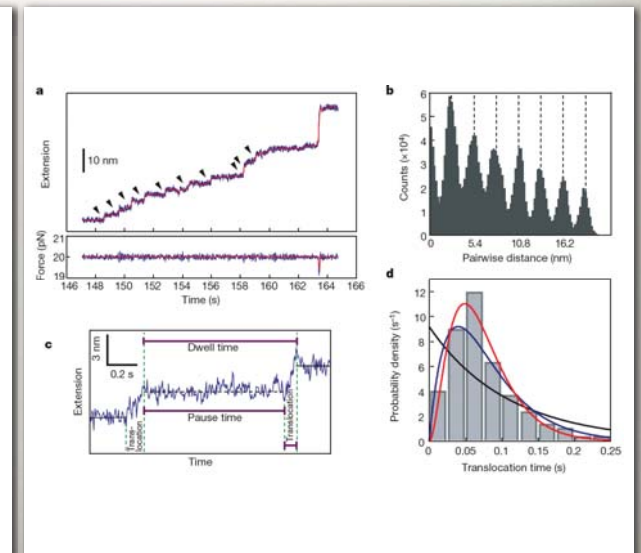 a
Extension
10 nm
Force (pN)
21
20
19
146 148 150 152 154 156 158 160 162 164 166
Time (s)
b
Counts (×10⁴)
6
5
4
3
2
1
0
0 5.4 10.8 16.2
Pairwise distance (nm)
c
Extension
3 nm
0.2 s
Dwell time
Pause time
Trans-
location
Translocation
Time
d
Probability density (s⁻¹)
12
10
8
6
4
2
0
0 0.05 0.1 0.15 0.2 0.25
Translocation time (s)